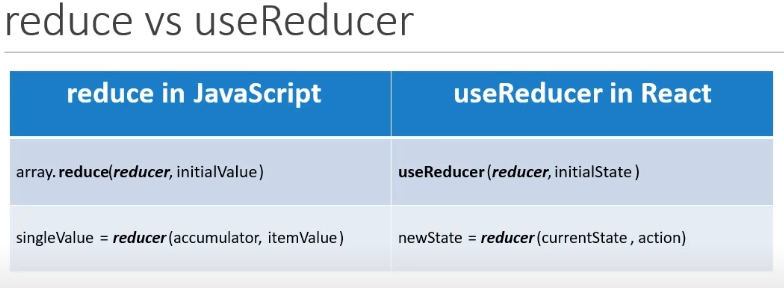 reduce vs useReducer
reduce in JavaScript
useReducer in React
array.reduce(reducer, initialValue)
useReducer(reducer, initialState)
singleValue = reducer(accumulator, itemValue)
newState = reducer(currentState, action)